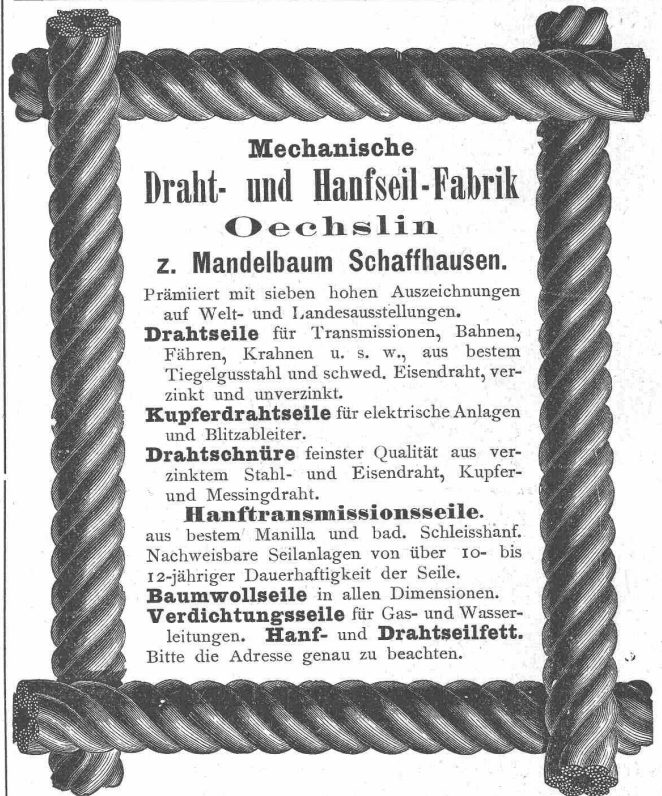 Mechanische
Draht- und Hanfseil-Fabrik
Oechslin
z. Mandelbaum Schaffhausen.
Prämiiert mit sieben hohen Auszeichnungen
auf Welt- und Landesausstellungen.
Drahtseile für Transmissionen, Bahnen,
Fähren, Krahnen u. s. w., aus bestem
Tiegelgusstahl und schwed. Eisendraht, ver-
zinkt und unverzinkt.
Kupferdrahtseile für elektrische Anlagen
und Blitzableiter.
Drahtschnüre feinster Qualität aus ver-
zinktem Stahl- und Eisendraht, Kupfer-
und Messingdraht.
Hanftransmissionsseile.
aus bestem Manilla und bad. Schleisshanf.
Nachweisbare Seilanlagen von über 10- bis
12-jähriger Dauerhaftigkeit der Seile.
Baumwollseile in allen Dimensionen.
Verdichtungsseile für Gas- und Wasser-
leitungen. Hanf- und Drahtseilfett.
Bitte die Adresse genau zu beachten.